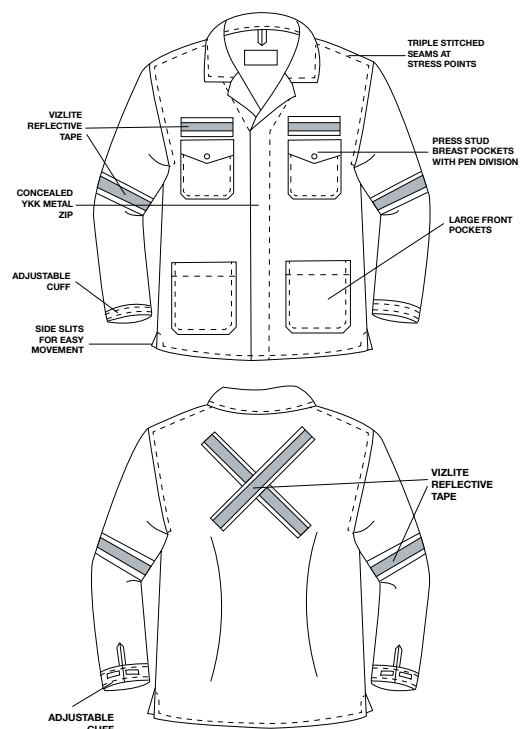 TRIPLE STITCHED
SEAMS AT
STRESS POINTS
VIZLITE
REFLECTIVE
TAPE
PRESS STUD
BREAST POCKETS
WITH PEN DIVISION
CONCEALED
YKK METAL
ZIP
LARGE FRONT
POCKETS
ADJUSTABLE
CUFF
SIDE SLITS
FOR EASY
MOVEMENT
VIZLITE
REFLECTIVE
TAPE
ADJUSTABLE
CUFF